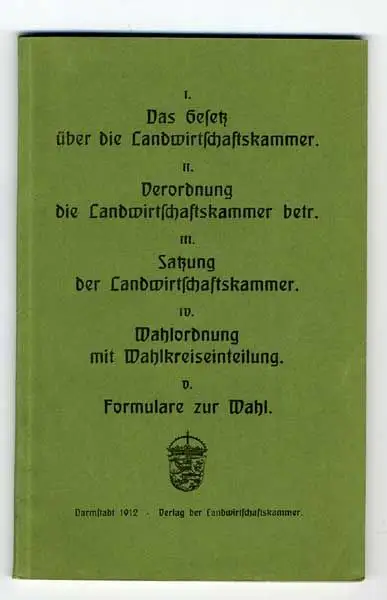 I.
Das Geſetz
über die Landwirtſchaftskammer.
II.
Verordnung
die Landwirtſchaftskammer betr.
III.
Satzung
der Landwirtſchaftskammer.
IV.
Wahlordnung
mit Wahlkreiseinteilung.
V.
Formulare zur Wahl.
Darmſtadt 1912 - Verlag der Landwirtſchaftskammer.